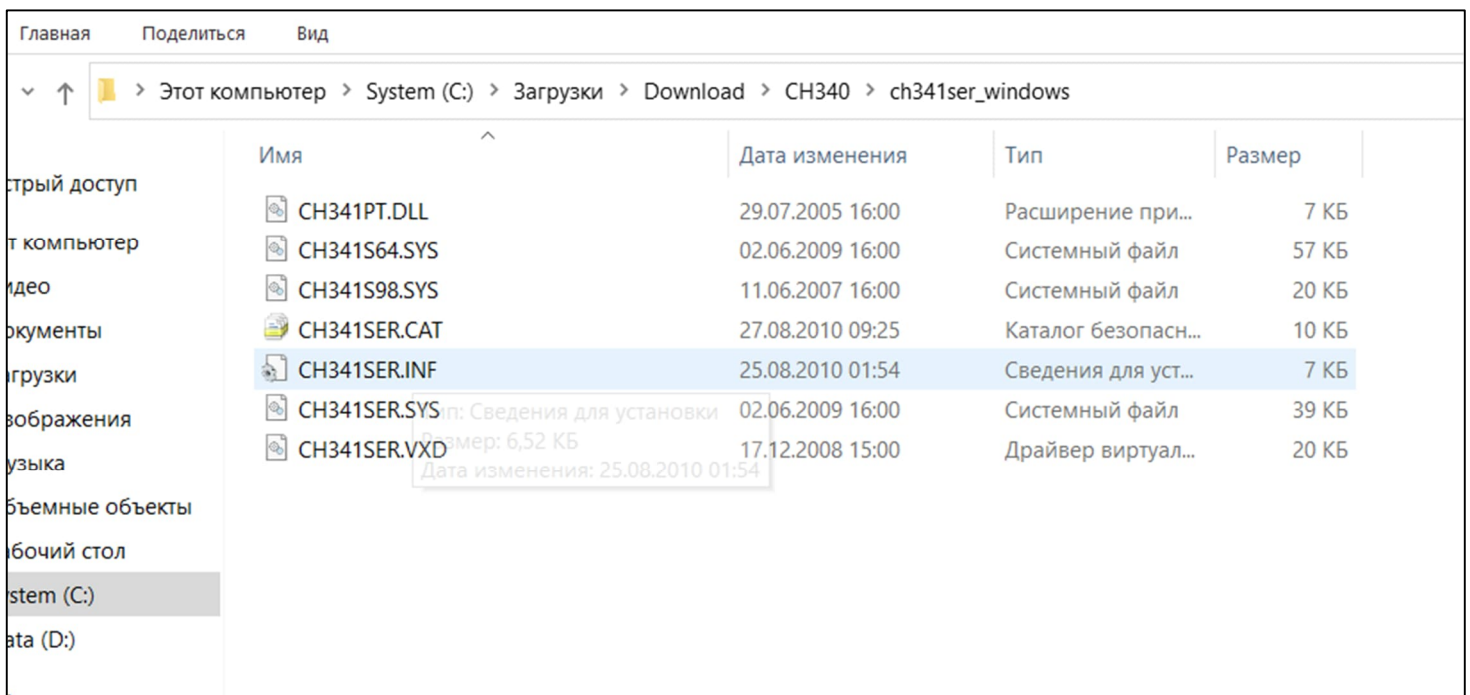 Главная Поделиться Вид
Этот компьютер > System (C:) > Загрузки > Download > CH340 > ch341ser_windows
Имя Дата изменения Тип Размер
стрый доступ
т компьютер
идео
окументы
агрузки
зображения
узыка
бъемные объекты
абочий стол
stem (C:)
ata (D:)
CH341PT.DLL 29.07.2005 16:00 Расширение при... 7 КБ
CH341S64.SYS 02.06.2009 16:00 Системный файл 57 КБ
CH341S98.SYS 11.06.2007 16:00 Системный файл 20 КБ
CH341SER.CAT 27.08.2010 09:25 Каталог безопасн... 10 КБ
CH341SER.INF 25.08.2010 01:54 Сведения для уст... 7 КБ
CH341SER.SYS 02.06.2009 16:00 Системный файл 39 КБ
CH341SER.VXD 17.12.2008 15:00 Драйвер виртуал... 20 КБ
Тип: Сведения для установки
Размер: 6,52 КБ
Дата изменения: 25.08.2010 01:54